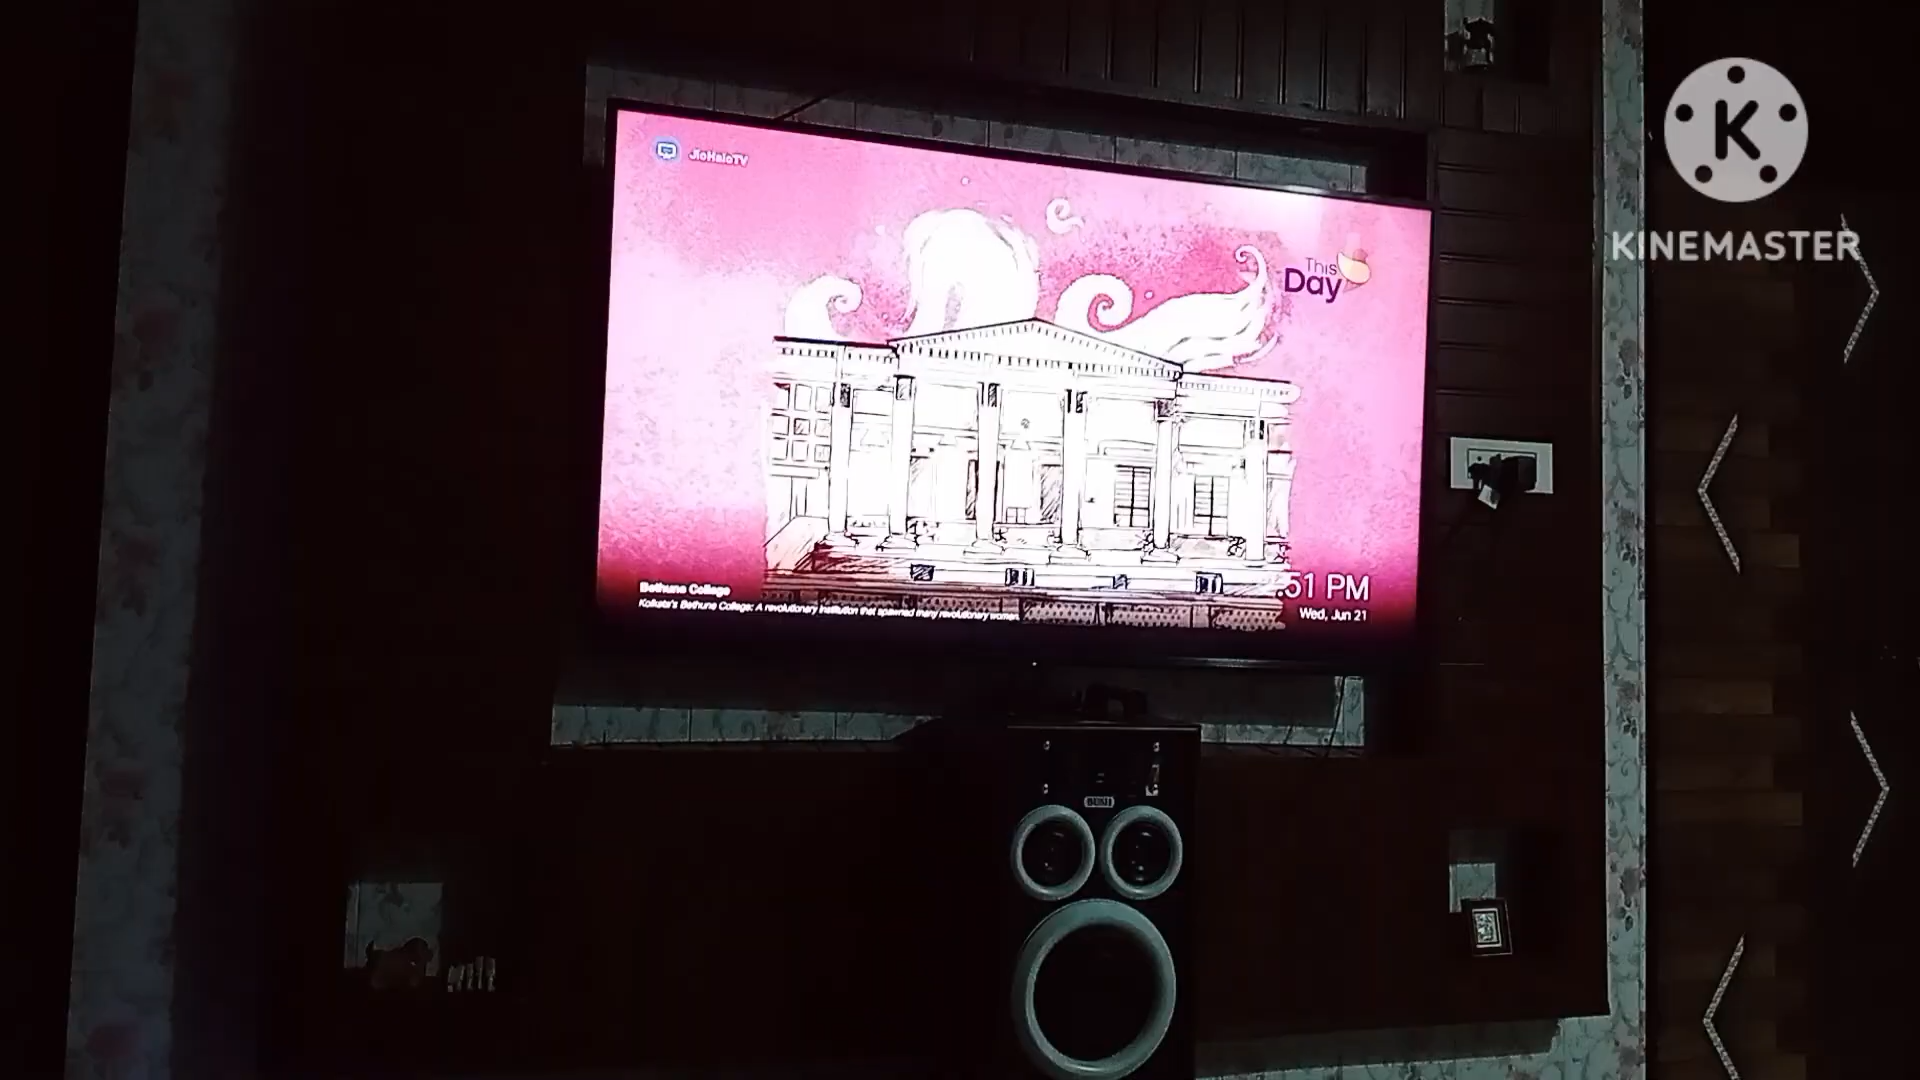 JioHaloTV
This
Day
:51 PM
Wed, Jun 21
Bethune College
Kolkata's Bethune College: A revolutionary institution that spawned many revolutionary women.
BUSH
K
KINEMASTER